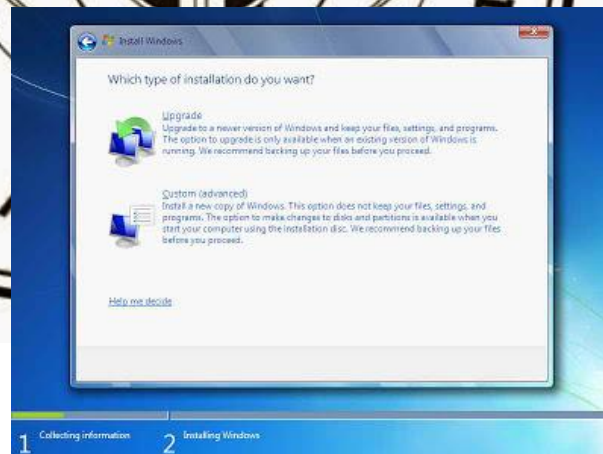 Install Windows
Which type of installation do you want?
Upgrade
Upgrade to a newer version of Windows and keep your files, settings, and programs.
The option to upgrade is only available when an existing version of Windows is
running. We recommend backing up your files before you proceed.
Custom (advanced)
Install a new copy of Windows. This option does not keep your files, settings, and
programs. The option to make changes to disks and partitions is available when you
start your computer using the installation disc. We recommend backing up your files
before you proceed.
Help me decide
1 Collecting information 2 Installing Windows